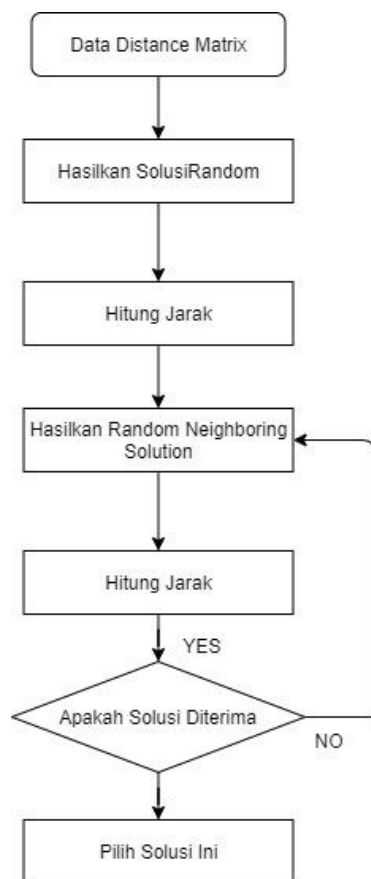 Data Distance Matrix
Hasilkan SolusiRandom
Hitung Jarak
Hasilkan Random Neighboring
Solution
Hitung Jarak
YES
Apakah Solusi Diterima
NO
Pilih Solusi Ini